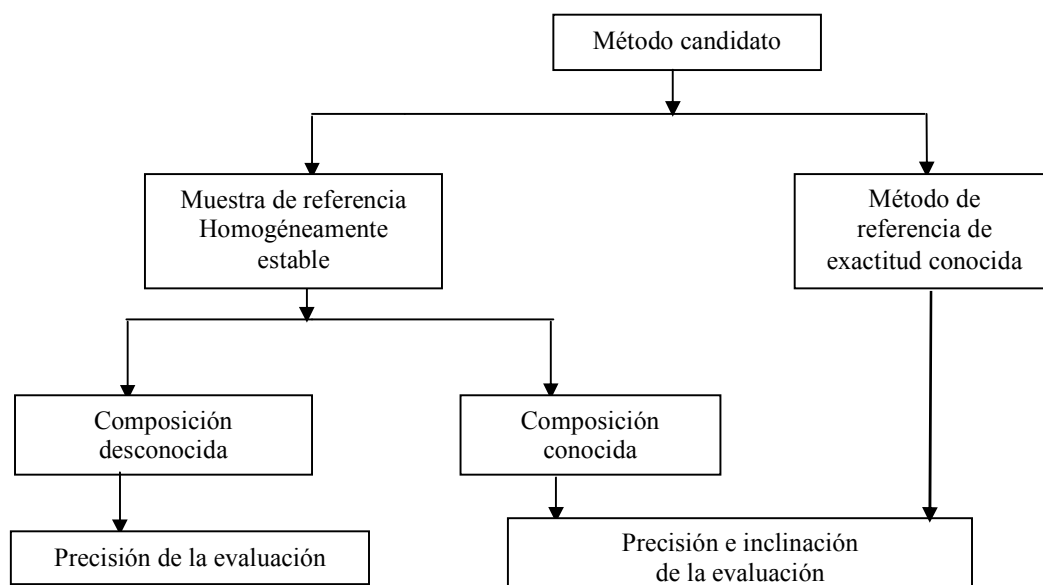 Método candidato
Muestra de referencia
Homogéneamente
estable
Método de
referencia de
exactitud conocida
Composición
desconocida
Composición
conocida
Precisión de la evaluación
Precisión e inclinación
de la evaluación